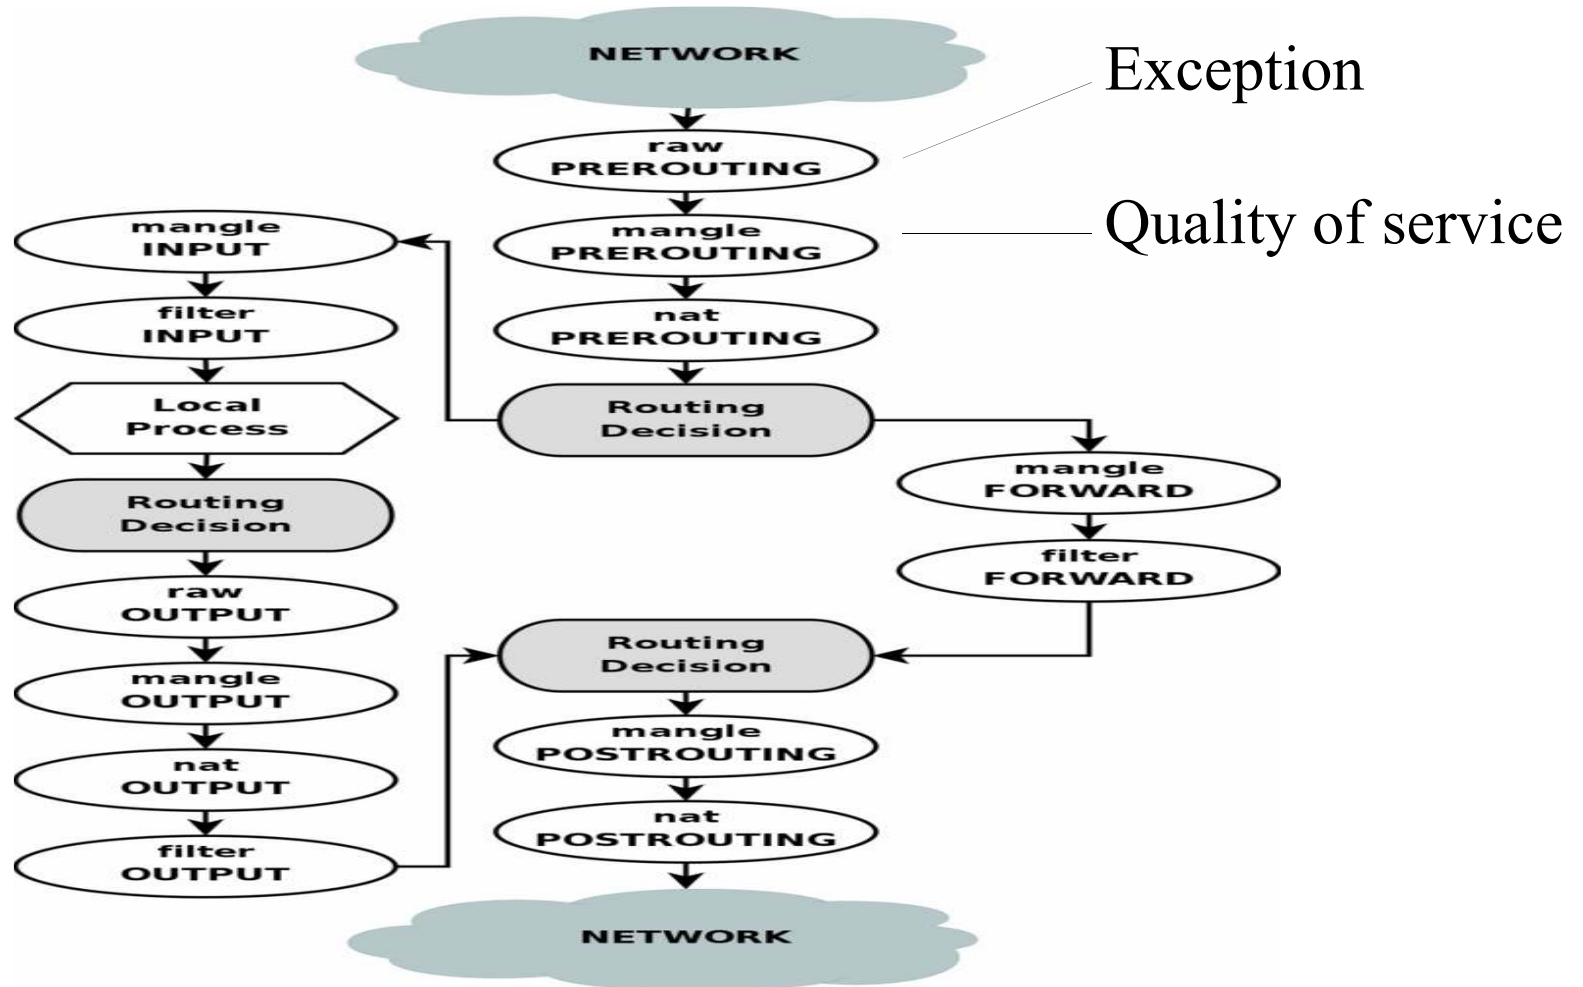 NETWORK
Exception
raw
PREROUTING
Quality of service
mangle
PREROUTING
nat
PREROUTING
Routing
Decision
mangle
INPUT
filter
INPUT
Local
Process
Routing
Decision
raw
OUTPUT
mangle
OUTPUT
nat
OUTPUT
filter
OUTPUT
mangle
FORWARD
filter
FORWARD
Routing
Decision
mangle
POSTROUTING
nat
POSTROUTING
NETWORK